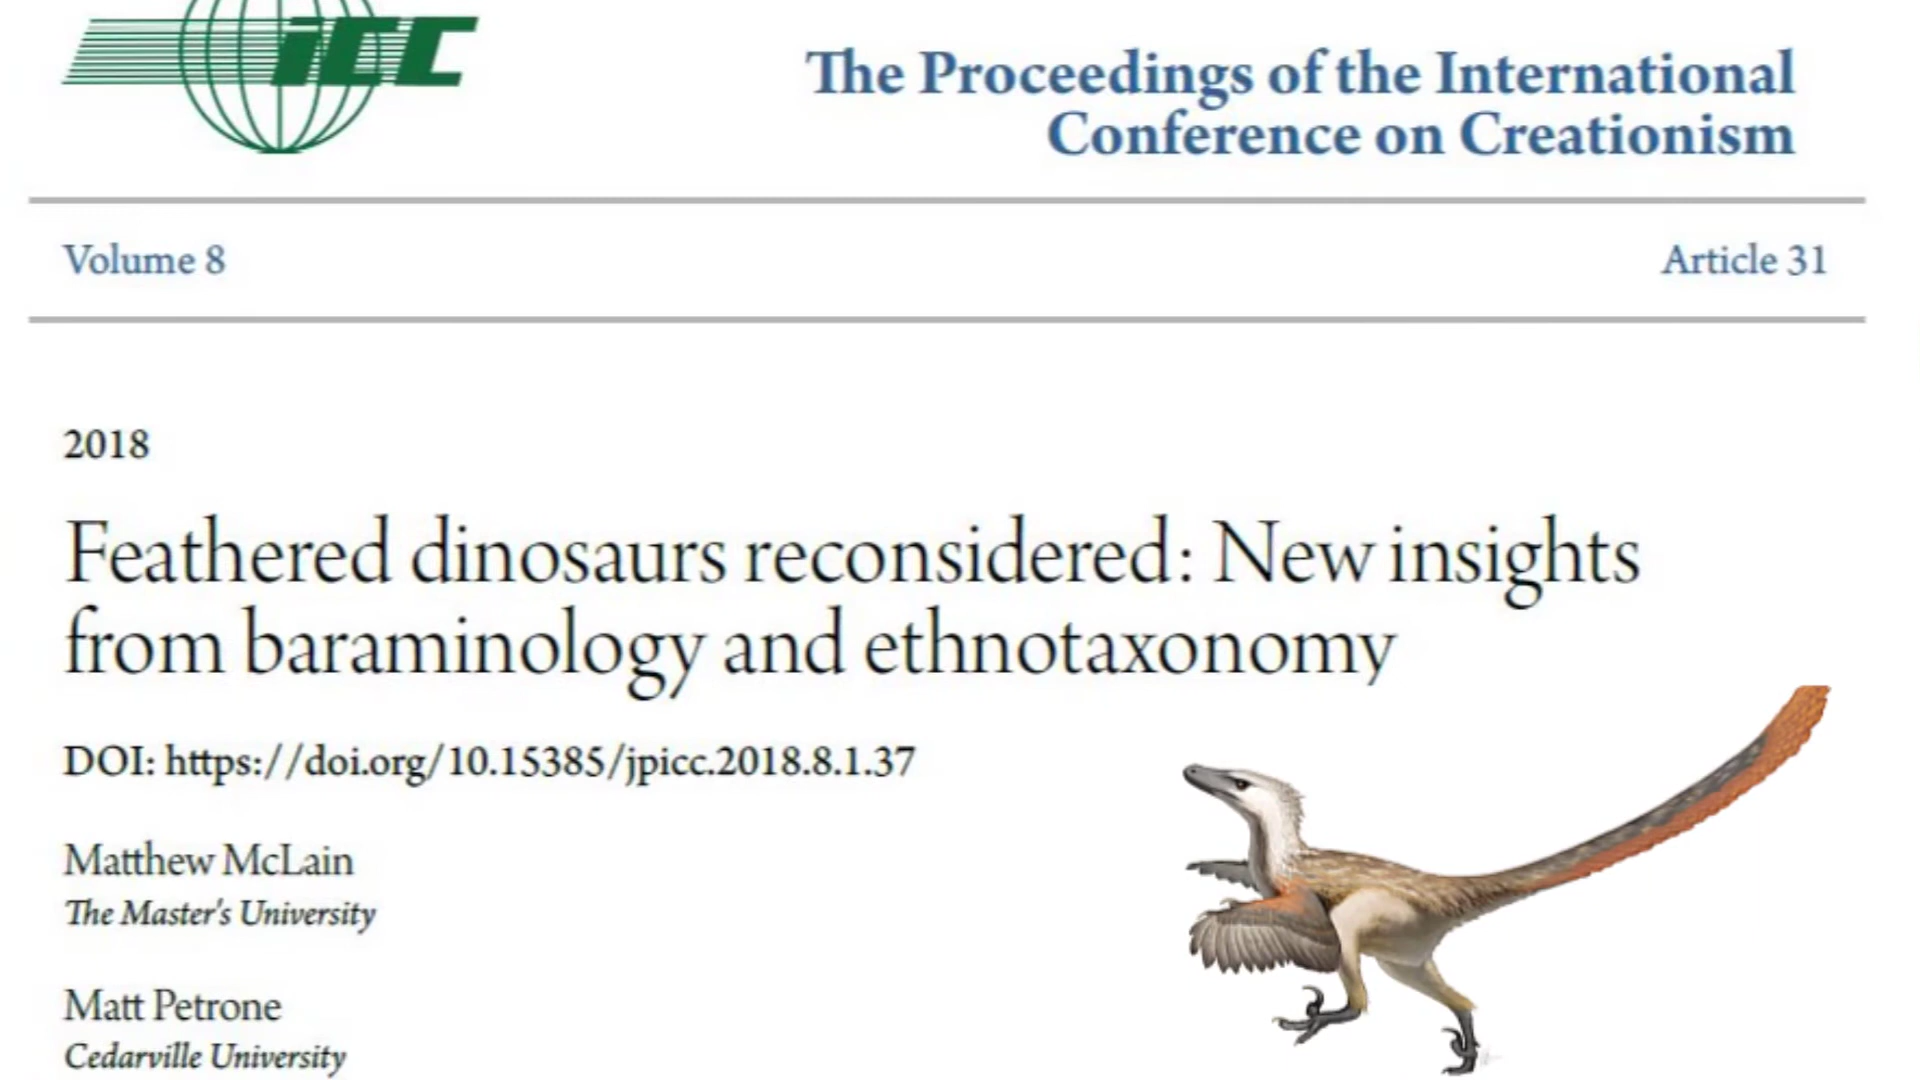 iCC
The Proceedings of the International
Conference on Creationism
Volume 8
Article 31
2018
Feathered dinosaurs reconsidered: New insights
from baraminology and ethnotaxonomy
DOI: https://doi.org/10.15385/jpicc.2018.8.1.37
Matthew McLain
The Master's University
Matt Petrone
Cedarville University